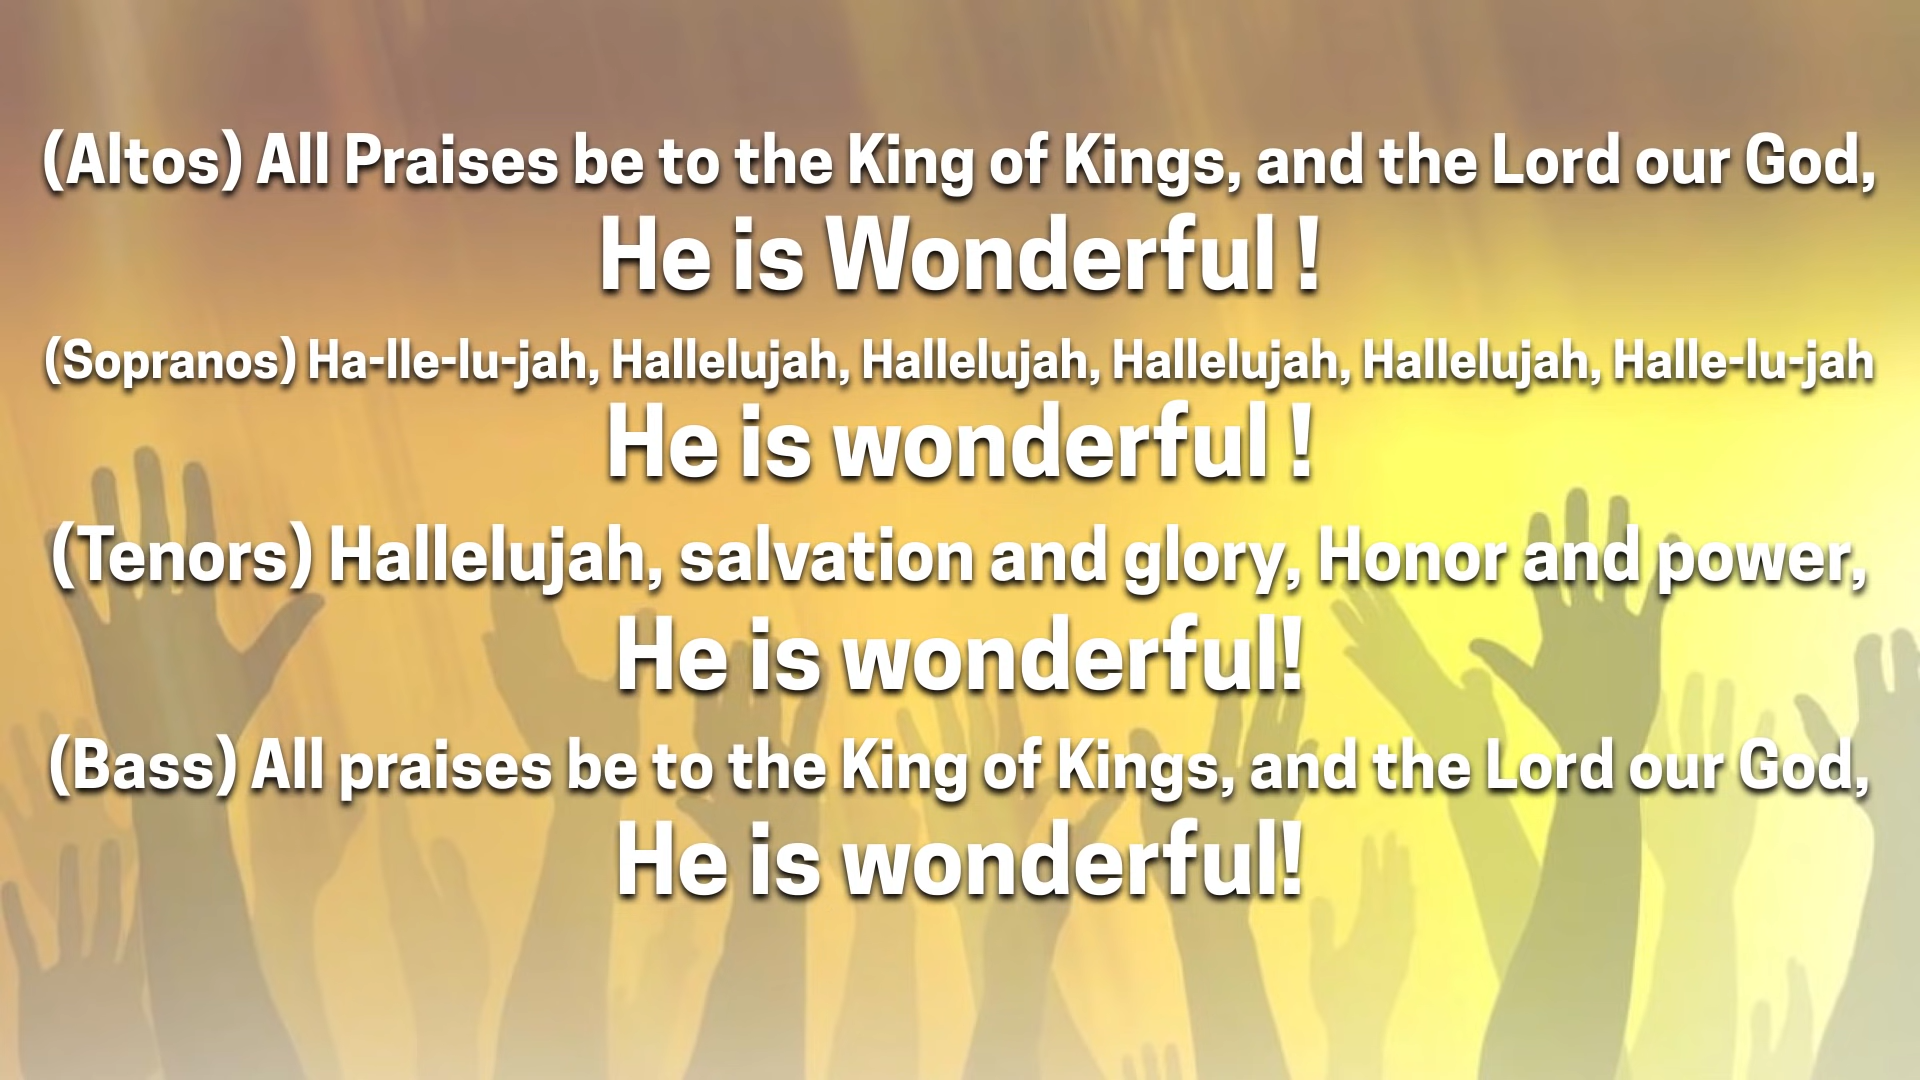 (Altos) All Praises be to the King of Kings, and the Lord our God,
He is Wonderful !
(Sopranos) Ha-lle-lu-jah, Hallelujah, Hallelujah, Hallelujah, Hallelujah, Halle-lu-jah
He is wonderful !
(Tenors) Hallelujah, salvation and glory, Honor and power,
He is wonderful!
(Bass) All praises be to the King of Kings, and the Lord our God,
He is wonderful!